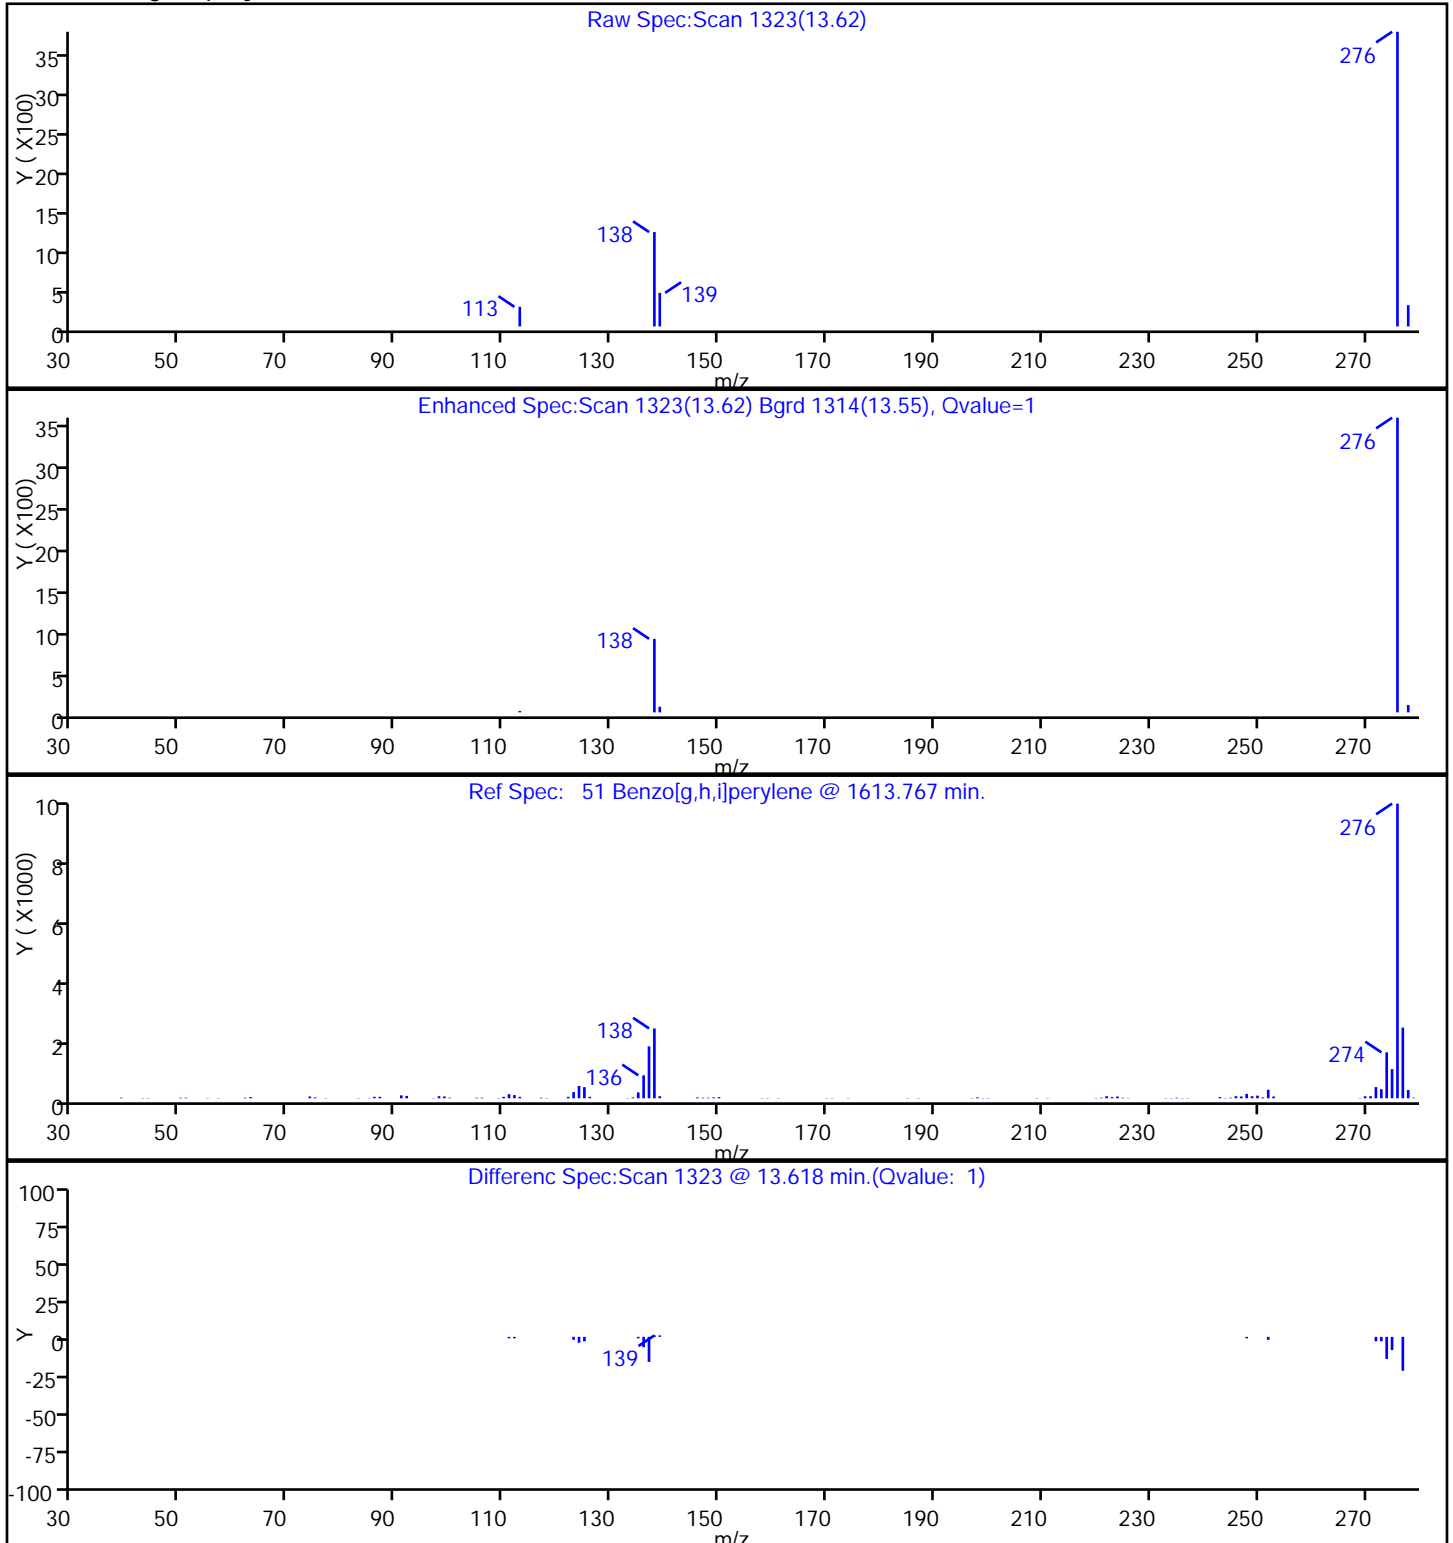 Raw Spec:Scan 1323(13.62)
Y ( X100)
35
30
25
20
15
10
5
0
276
138
139
113
30 50 70 90 110 130 150 170 190 210 230 250 270
m/z
Enhanced Spec:Scan 1323(13.62) Bgrd 1314(13.55), Qvalue=1
Y ( X100)
35
30
25
20
15
10
5
0
276
138
30 50 70 90 110 130 150 170 190 210 230 250 270
m/z
Ref Spec: 51 Benzo[g,h,i]perylene @ 1613.767 min.
Y ( X1000)
10
8
6
4
2
0
276
138
274
136
30 50 70 90 110 130 150 170 190 210 230 250 270
m/z
Differenc Spec:Scan 1323 @ 13.618 min.(Qvalue: 1)
Y
100
75
50
25
0
-25
-50
-75
-100
139
30 50 70 90 110 130 150 170 190 210 230 250 270
m/z